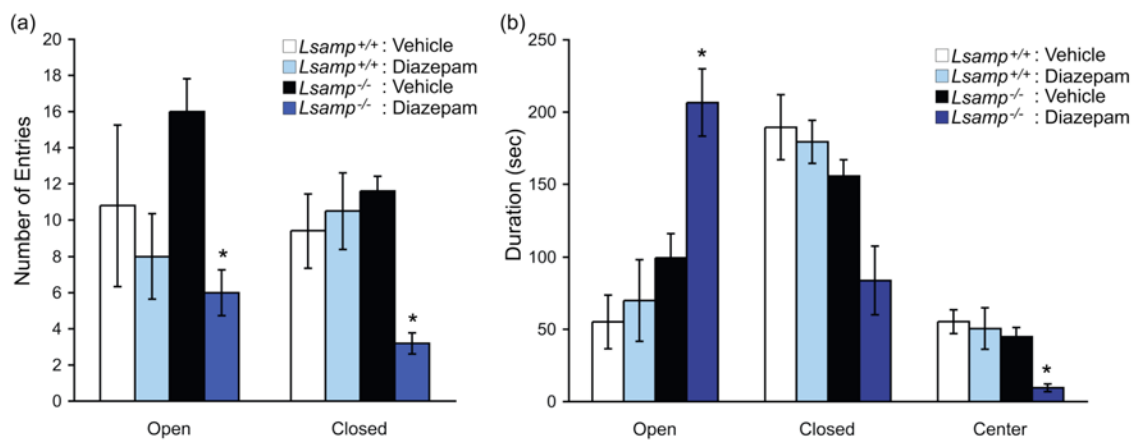 (a)
20
18
16
14
12
10
8
6
4
2
0
Number of Entries
Lsamp+/+ : Vehicle
Lsamp+/+ : Diazepam
Lsamp-/- : Vehicle
Lsamp-/- : Diazepam
*
*
Open Closed
(b)
250
200
150
100
50
0
Duration (sec)
Lsamp+/+ : Vehicle
Lsamp+/+ : Diazepam
Lsamp-/- : Vehicle
Lsamp-/- : Diazepam
*
*
Open Closed Center